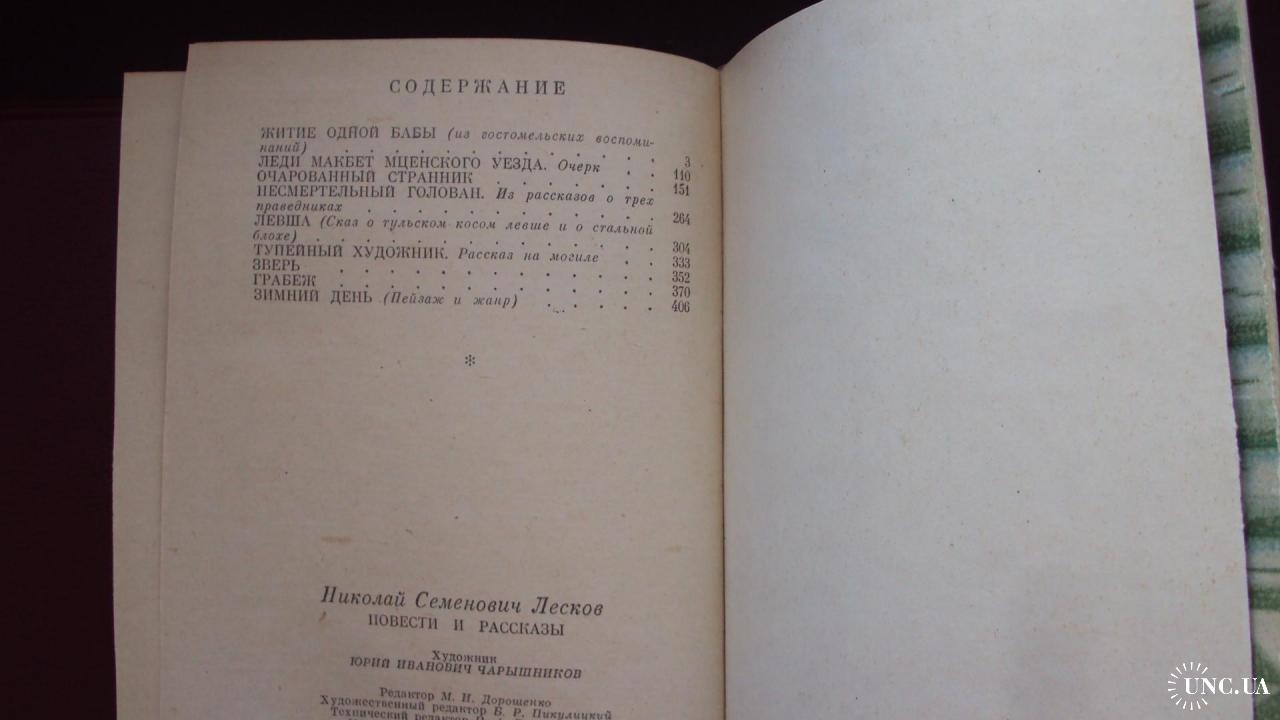 СОДЕРЖАНИЕ
ЖИТИЕ ОДНОЙ БАБЫ (из гостомельских воспоми-
наний) . . . . . . . . . . . . . . 3
ЛЕДИ МАКБЕТ МЦЕНСКОГО УЕЗДА. Очерк . . 110
ОЧАРОВАННЫЙ СТРАННИК . . . . . . . 151
НЕСМЕРТЕЛЬНЫЙ ГОЛОВАН. Из рассказов о трех
праведниках . . . . . . . . . . . . 264
ЛЕВША (Сказ о тульском косом левше и о стальной
блохе) . . . . . . . . . . . . . . 304
ТУПЕЙНЫЙ ХУДОЖНИК. Рассказ на могиле . . 333
ЗВЕРЬ . . . . . . . . . . . . . 352
ГРАБЕЖ . . . . . . . . . . . . . 370
ЗИМНИЙ ДЕНЬ (Пейзаж и жанр) . . . . . 406
*
Николай Семенович Лесков
ПОВЕСТИ И РАССКАЗЫ
Художник
ЮРИЙ ИВАНОВИЧ ЧАРЫШНИКОВ
Редактор М. И. Дорошенко
Художественный редактор Б. Р. Пикулицкий
Технический редактор
UNC.UA